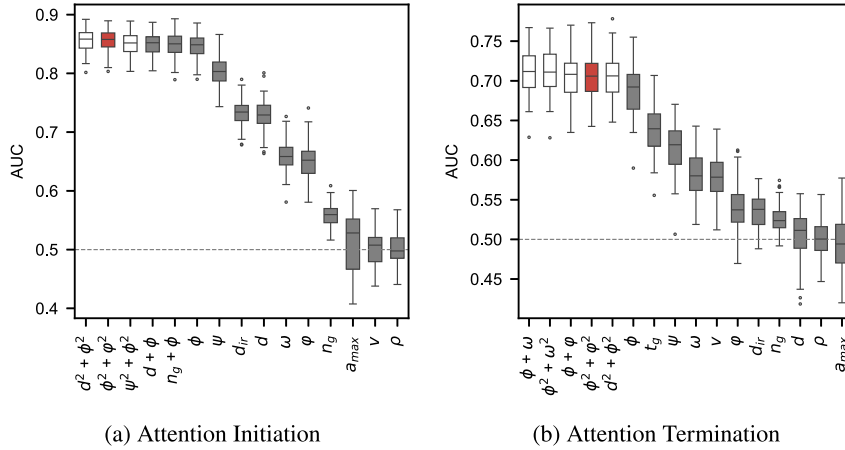 0.9
0.8
0.7
0.6
0.5
0.4
AUC
d² + ϕ²
ϕ² + φ²
ψ² + ϕ²
d + ϕ
n_g + ϕ
ϕ
ψ
d_ir
d
ω
φ
n_g
a_max
v
ρ
(a) Attention Initiation
0.75
0.70
0.65
0.60
0.55
0.50
0.45
AUC
ϕ + ω
ϕ² + ω²
ϕ + φ
ϕ² + φ²
d² + ϕ²
ϕ
t_g
ψ
ω
v
φ
d_ir
n_g
d
ρ
a_max
(b) Attention Termination